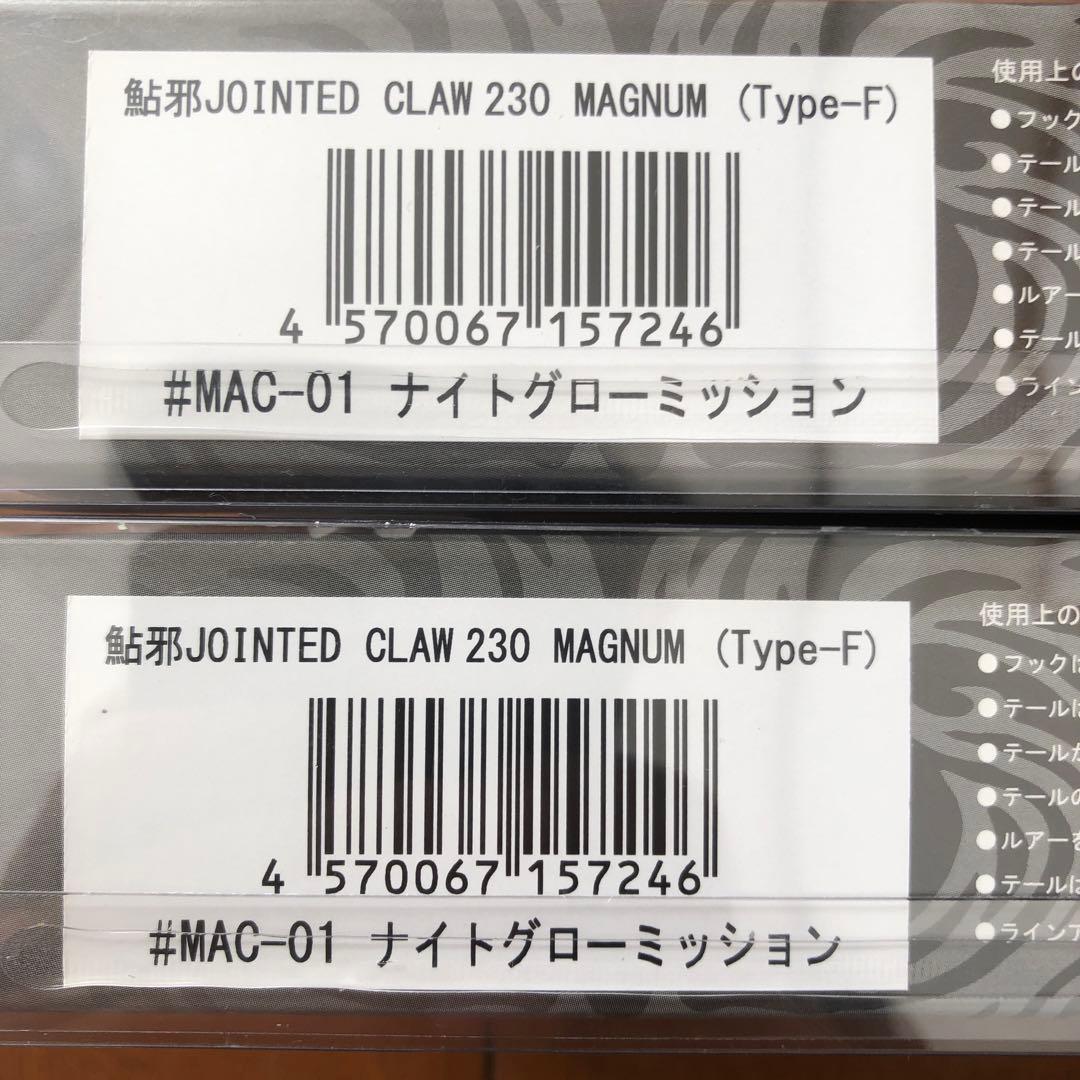 鮎邪JOINTED CLAW 230 MAGNUM (Type-F)
4 570067 157246
#MAC-01 ナイトグローミッション
使用上の
●フック
●テール
●テール
●テール
●ルアー
●テール
●ライン
鮎邪JOINTED CLAW 230 MAGNUM (Type-F)
4 570067 157246
#MAC-01 ナイトグローミッション
使用上の
●フックは
●テールは
●テールか
●テールの
●ルアーを
●テールは
●ラインア